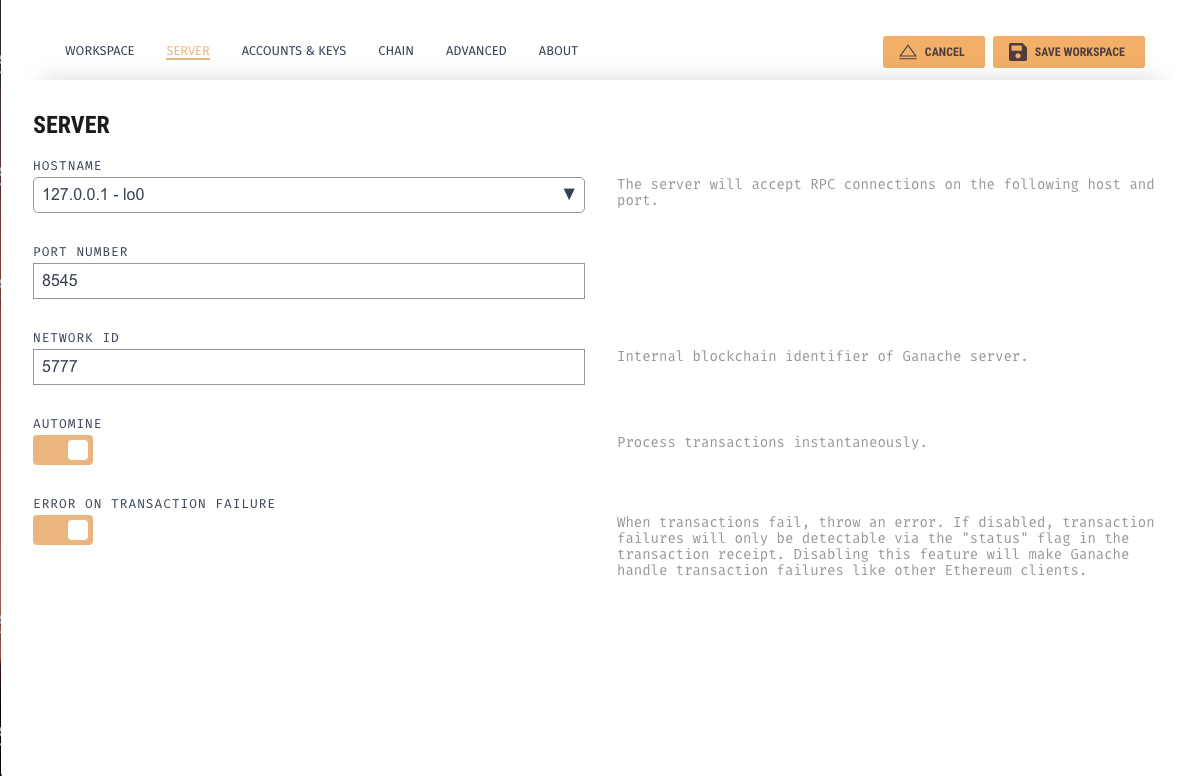 WORKSPACE SERVER ACCOUNTS & KEYS CHAIN ADVANCED ABOUT CANCEL SAVE WORKSPACE
SERVER
HOSTNAME
127.0.0.1 - lo0
The server will accept RPC connections on the following host and
port.
PORT NUMBER
8545
NETWORK ID
5777
Internal blockchain identifier of Ganache server.
AUTOMINE
Process transactions instantaneously.
ERROR ON TRANSACTION FAILURE
When transactions fail, throw an error. If disabled, transaction
failures will only be detectable via the "status" flag in the
transaction receipt. Disabling this feature will make Ganache
handle transaction failures like other Ethereum clients.